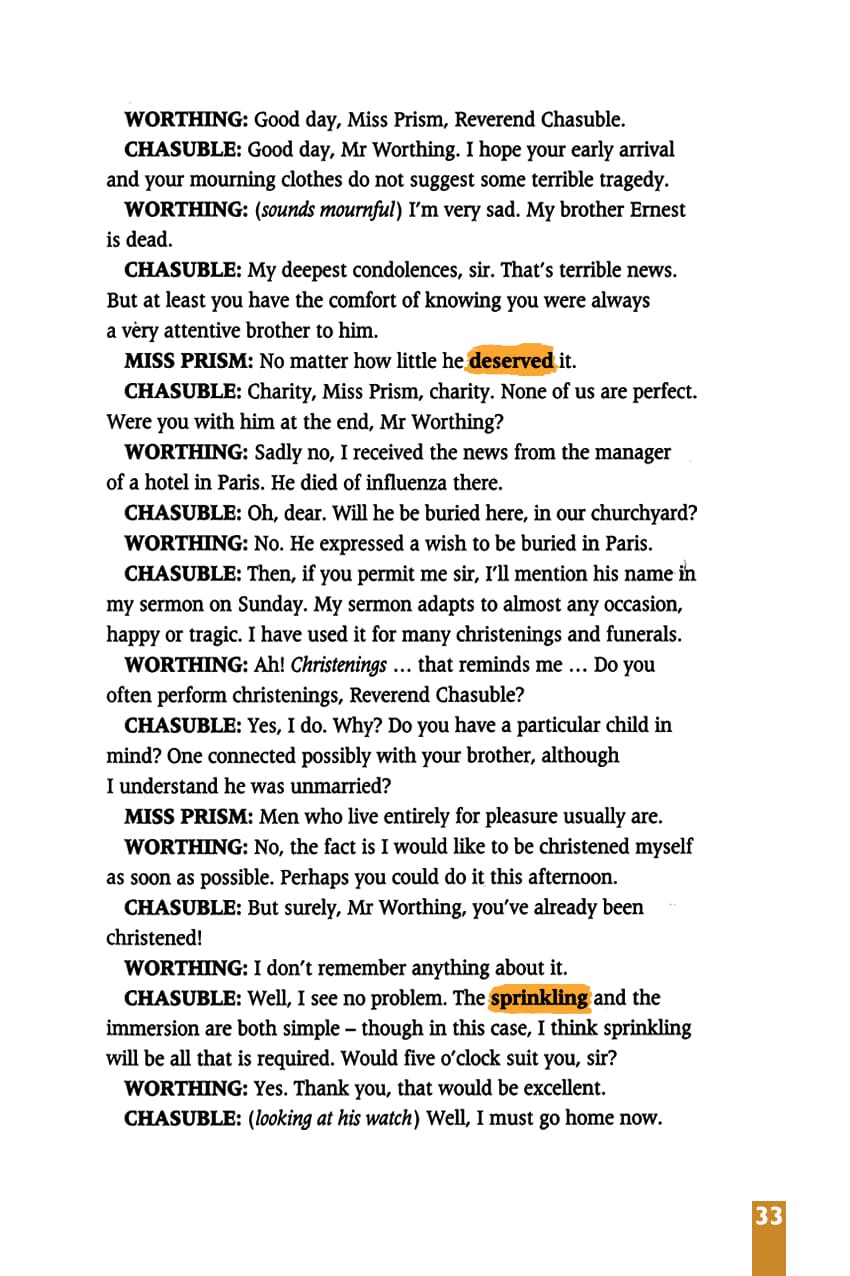 WORTHING: Good day, Miss Prism, Reverend Chasuble.
CHASUBLE: Good day, Mr Worthing. I hope your early arrival
and your mourning clothes do not suggest some terrible tragedy.
WORTHING: (sounds mournful) I'm very sad. My brother Ernest
is dead.
CHASUBLE: My deepest condolences, sir. That's terrible news.
But at least you have the comfort of knowing you were always
a very attentive brother to him.
MISS PRISM: No matter how little he deserved it.
CHASUBLE: Charity, Miss Prism, charity. None of us are perfect.
Were you with him at the end, Mr Worthing?
WORTHING: Sadly no, I received the news from the manager
of a hotel in Paris. He died of influenza there.
CHASUBLE: Oh, dear. Will he be buried here, in our churchyard?
WORTHING: No. He expressed a wish to be buried in Paris.
CHASUBLE: Then, if you permit me sir, I'll mention his name in
my sermon on Sunday. My sermon adapts to almost any occasion,
happy or tragic. I have used it for many christenings and funerals.
WORTHING: Ah! Christenings … that reminds me … Do you
often perform christenings, Reverend Chasuble?
CHASUBLE: Yes, I do. Why? Do you have a particular child in
mind? One connected possibly with your brother, although
I understand he was unmarried?
MISS PRISM: Men who live entirely for pleasure usually are.
WORTHING: No, the fact is I would like to be christened myself
as soon as possible. Perhaps you could do it this afternoon.
CHASUBLE: But surely, Mr Worthing, you've already been
christened!
WORTHING: I don't remember anything about it.
CHASUBLE: Well, I see no problem. The sprinkling and the
immersion are both simple – though in this case, I think sprinkling
will be all that is required. Would five o'clock suit you, sir?
WORTHING: Yes. Thank you, that would be excellent.
CHASUBLE: (looking at his watch) Well, I must go home now.
33